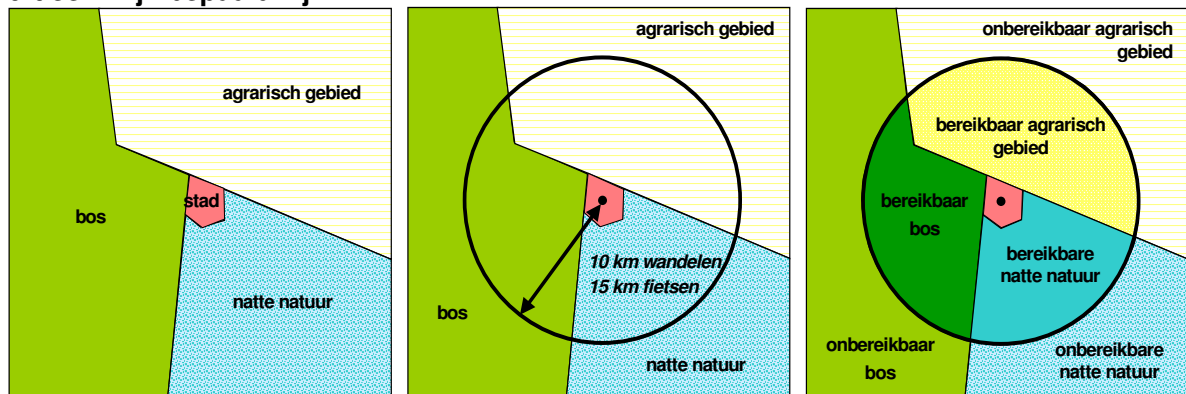 agrarisch gebied
stad
bos
natte natuur
agrarisch gebied
10 km wandelen
15 km fietsen
bos
natte natuur
onbereikbaar agrarisch
gebied
bereikbaar agrarisch
gebied
bereikbaar
bos
bereikbare
natte natuur
onbereikbaar
bos
onbereikbare
natte natuur